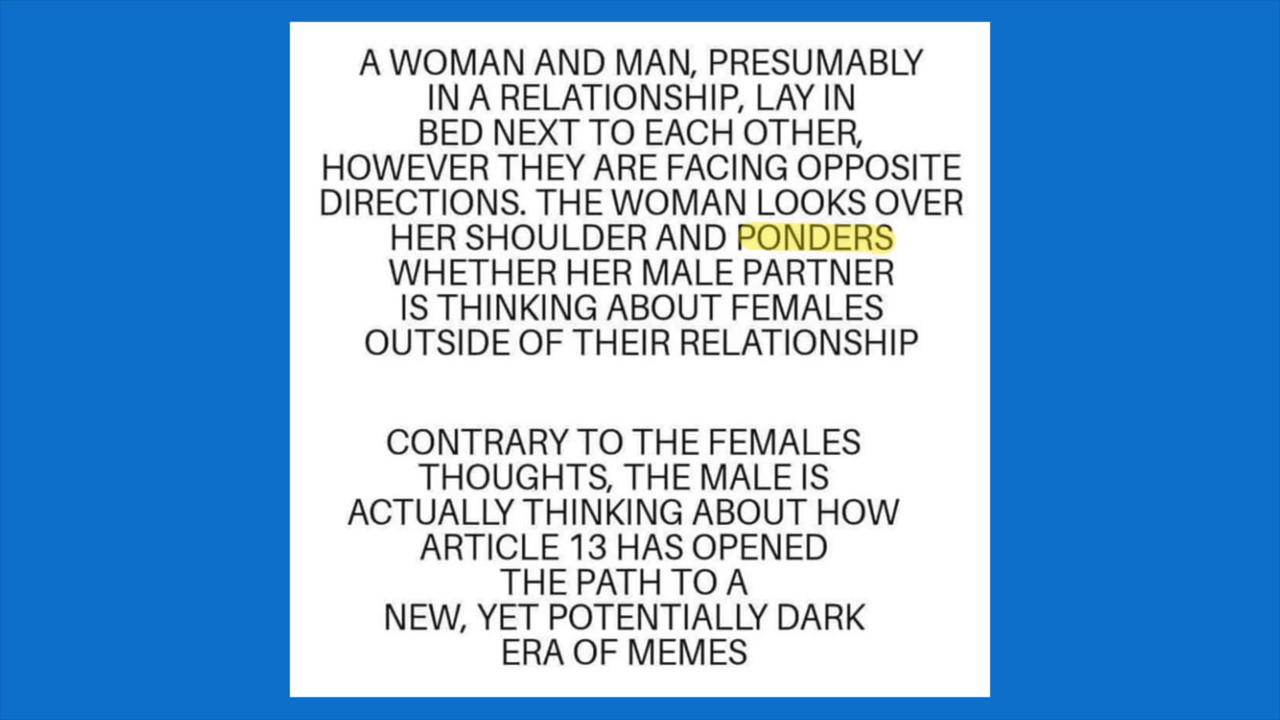 A WOMAN AND MAN, PRESUMABLY
IN A RELATIONSHIP, LAY IN
BED NEXT TO EACH OTHER,
HOWEVER THEY ARE FACING OPPOSITE
DIRECTIONS. THE WOMAN LOOKS OVER
HER SHOULDER AND PONDERS
WHETHER HER MALE PARTNER
IS THINKING ABOUT FEMALES
OUTSIDE OF THEIR RELATIONSHIP
CONTRARY TO THE FEMALES
THOUGHTS, THE MALE IS
ACTUALLY THINKING ABOUT HOW
ARTICLE 13 HAS OPENED
THE PATH TO A
NEW, YET POTENTIALLY DARK
ERA OF MEMES